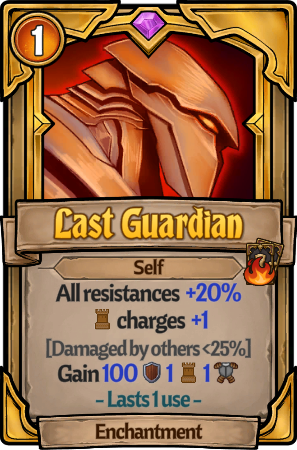 1
Last Guardian
Self
All resistances +20%
charges +1
[Damaged by others <25%]
Gain 100 1 1
- Lasts 1 use -
Enchantment